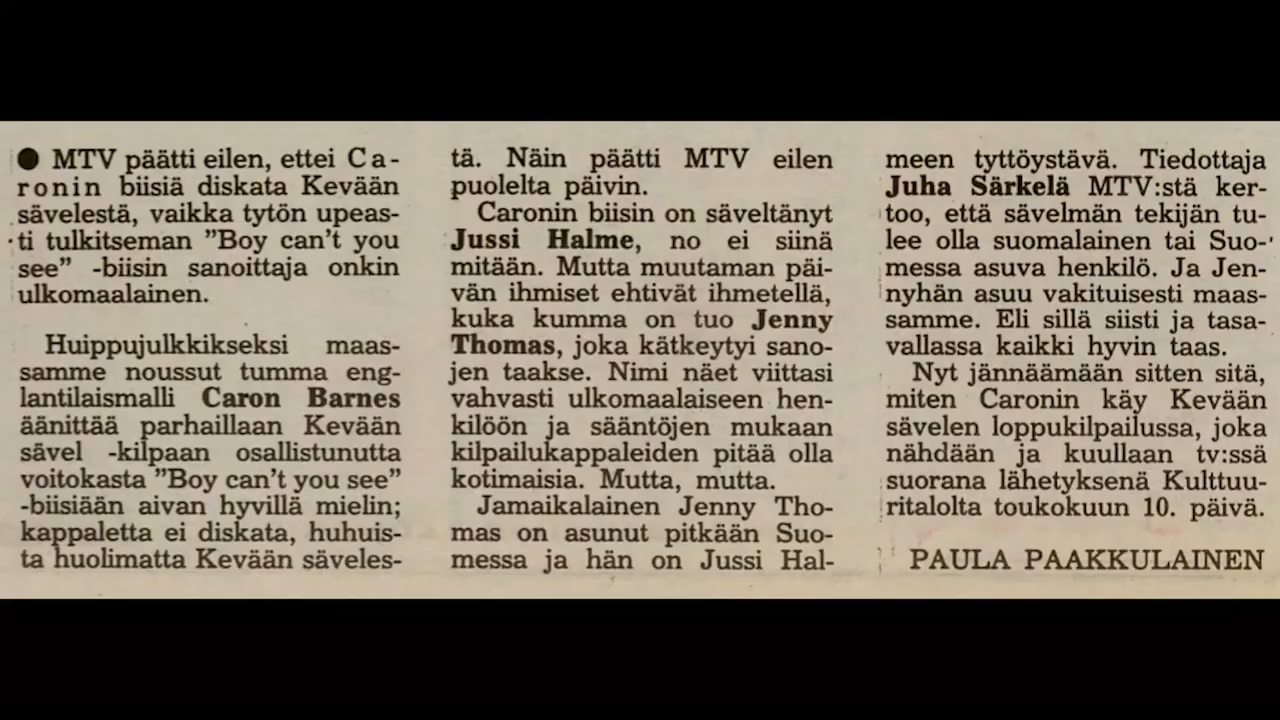 ● MTV päätti eilen, ettei Ca-
ronin biisiä diskata Kevään
sävelestä, vaikka tytön upeas-
ti tulkitseman ”Boy can’t you
see” -biisin sanoittaja onkin
ulkomaalainen.
Huippujulkkikseksi maas-
samme noussut tumma eng-
lantilaismalli Caron Barnes
äänittää parhaillaan Kevään
sävel -kilpaan osallistunutta
voitokasta ”Boy can’t you see”
-biisiään aivan hyvillä mielin;
kappaletta ei diskata, huhuis-
ta huolimatta Kevään säveles-
tä. Näin päätti MTV eilen
puolelta päivin.
Caronin biisin on säveltänyt
Jussi Halme, no ei siinä
mitään. Mutta muutaman päi-
vän ihmiset ehtivät ihmetellä,
kuka kumma on tuo Jenny
Thomas, joka kätkeytyi sano-
jen taakse. Nimi näet viittasi
vahvasti ulkomaalaiseen hen-
kilöön ja sääntöjen mukaan
kilpailukappaleiden pitää olla
kotimaisia. Mutta, mutta.
Jamaikalainen Jenny Tho-
mas on asunut pitkään Suo-
messa ja hän on Jussi Hal-
meen tyttöystävä. Tiedottaja
Juha Särkelä MTV:stä ker-
too, että sävelmän tekijän tu-
lee olla suomalainen tai Suo-
messa asuva henkilö. Ja Jen-
nyhän asuu vakituisesti maas-
samme. Eli sillä siisti ja tasa-
vallassa kaikki hyvin taas.
Nyt jännäämään sitten sitä,
miten Caronin käy Kevään
sävelen loppukilpailussa, joka
nähdään ja kuullaan tv:ssä
suorana lähetyksenä Kulttuu-
ritalolta toukokuun 10. päivä.
PAULA PAAKKULAINEN